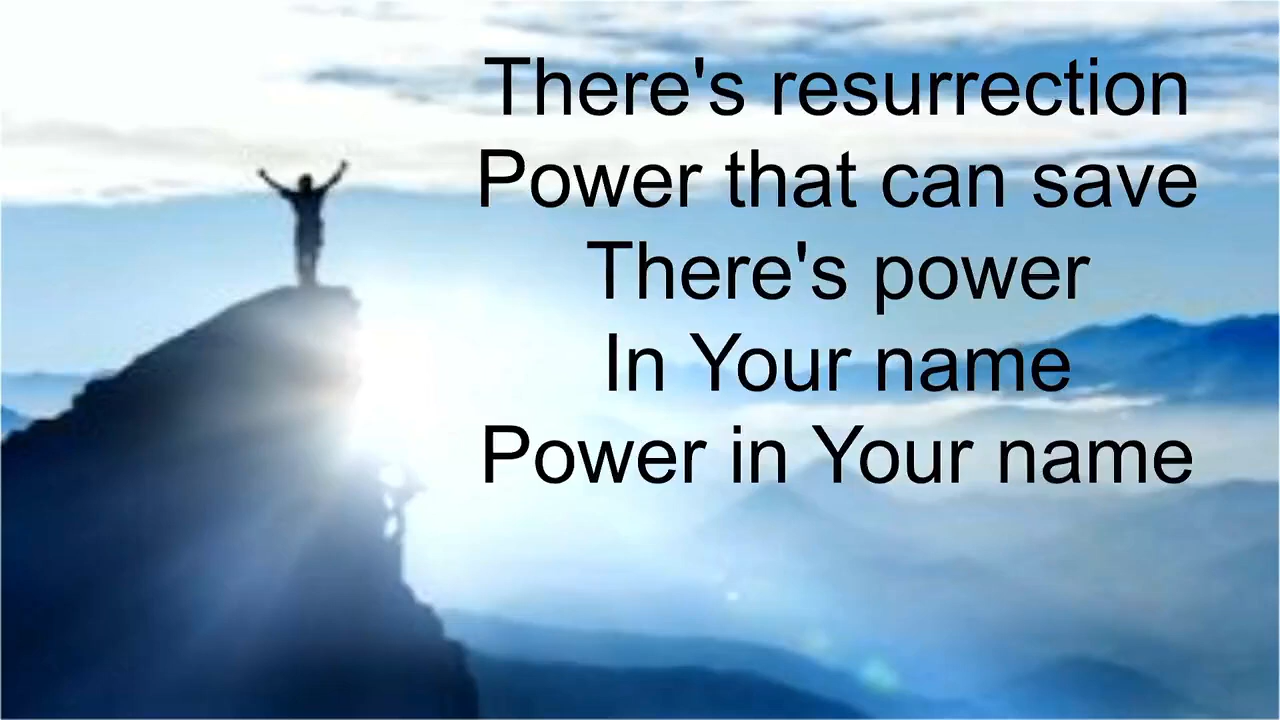 There's resurrection
Power that can save
There's power
In Your name
Power in Your name